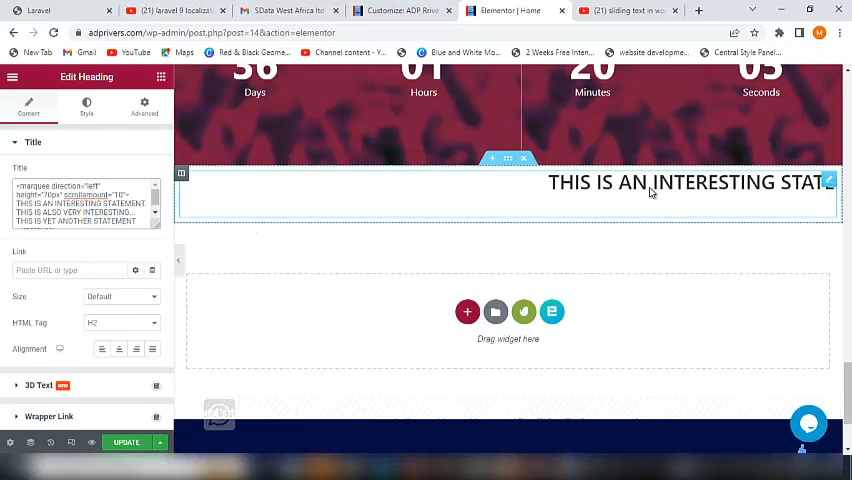 Laravel
(21) laravel 9 localizat
SData West Africa ltd
Customize: ADP Rrive
Elementor | Home
(21) sliding text in wo
adprivers.com/wp-admin/post.php?post=14&action=elementor
New Tab
Gmail
YouTube
Maps
Red & Black Geome...
Channel content - Y...
Blue and White Mo...
2 Weeks Free Inten...
website developme...
Central Style Panel
Edit Heading
Content
Style
Advanced
Title
Title
<marquee direction="left"
height="70px" scrollamount="10">
THIS IS AN INTERESTING STATEMENT.
THIS IS ALSO VERY INTERESTING...
THIS IS YET ANOTHER STATEMENT
Link
Paste URL or type
Size
Default
HTML Tag
H2
Alignment
3D Text NEW
Wrapper Link
UPDATE
56 01 20 03
Days Hours Minutes Seconds
THIS IS AN INTERESTING STATE
Drag widget here